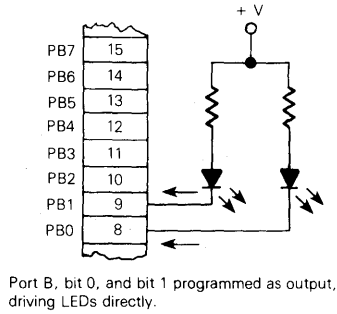 + V
PB7 15
PB6 14
PB5 13
PB4 12
PB3 11
PB2 10
PB1 9
PB0 8
Port B, bit 0, and bit 1 programmed as output,
driving LEDs directly.